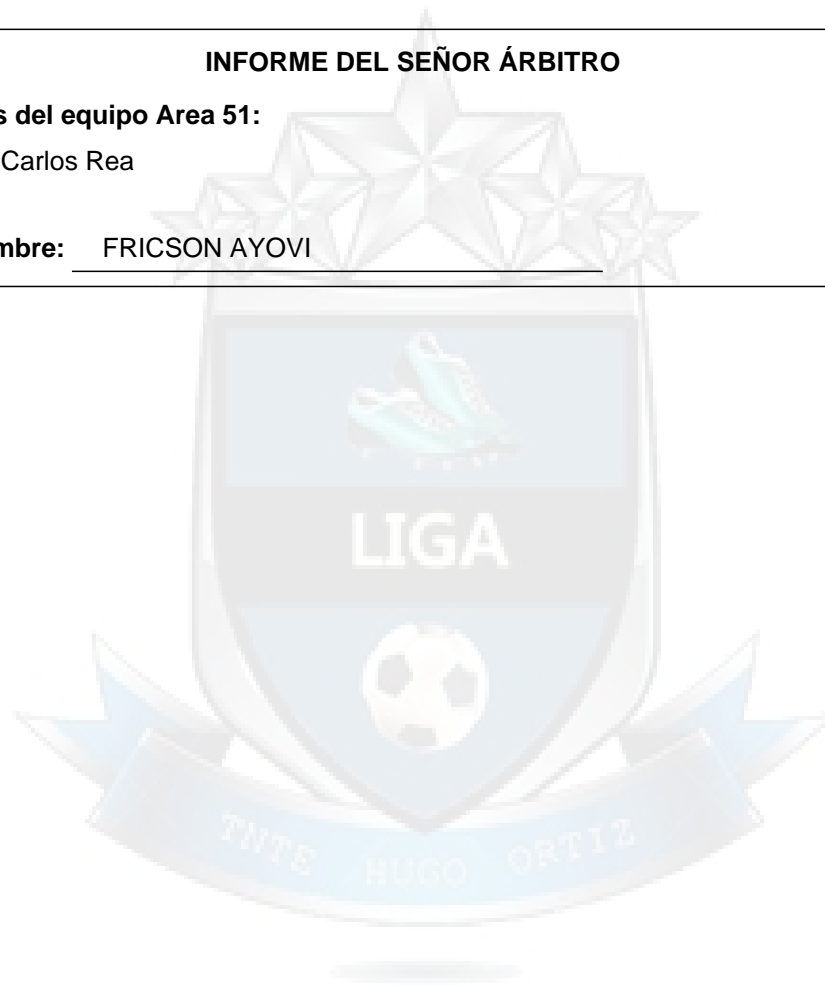 INFORME DEL SEÑOR ÁRBITRO
s del equipo Area 51:
Carlos Rea
mbre: FRICSON AYOVI
LIGA
TNTE HUGO ORTIZ